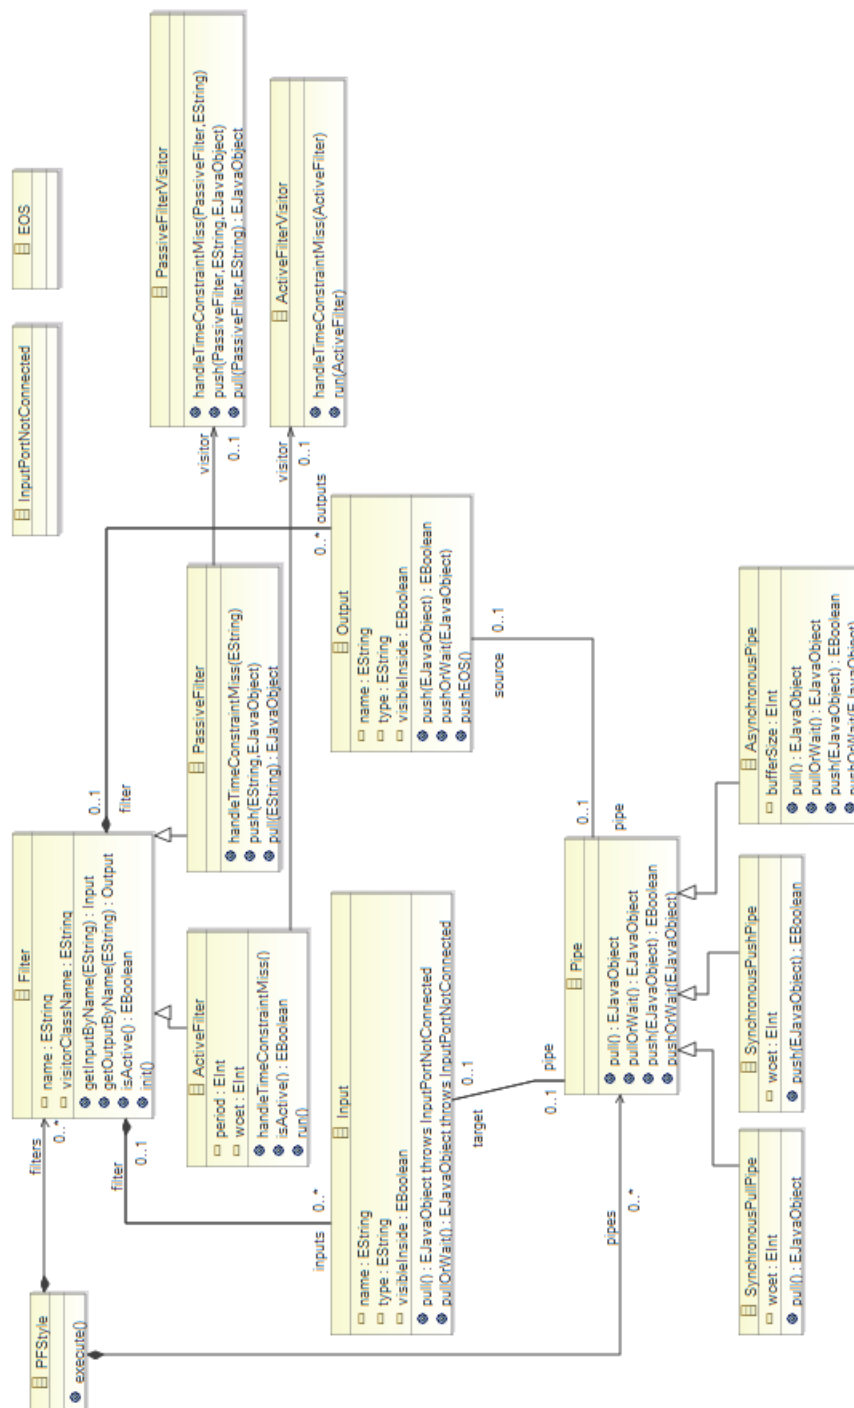 PFStyle
execute()
filters
0..*
Filter
name : EString
visitorClassName : EString
getInputByName(EString) : Input
getOutputByName(EString) : Output
isActive() : EBoolean
init()
InputPortNotConnected
EOS
filter
0..1
0..1
filter
ActiveFilter
period : EInt
wcet : EInt
handleTimeConstraintMiss()
isActive() : EBoolean
run()
PassiveFilter
handleTimeConstraintMiss(EString)
push(EString,EJavaObject)
pull(EString) : EJavaObject
visitor
0..1
PassiveFilterVisitor
handleTimeConstraintMiss(PassiveFilter,EString)
push(PassiveFilter,EString,EJavaObject)
pull(PassiveFilter,EString) : EJavaObject
visitor
0..1
ActiveFilterVisitor
handleTimeConstraintMiss(ActiveFilter)
run(ActiveFilter)
inputs
0..*
0..*
outputs
Input
name : EString
type : EString
visibleInside : EBoolean
pull() : EJavaObject throws InputPortNotConnected
pullOrWait() : EJavaObject throws InputPortNotConnected
Output
name : EString
type : EString
visibleInside : EBoolean
push(EJavaObject) : EBoolean
pushOrWait(EJavaObject)
pushEOS()
target
0..1
source
0..1
0..1
pipe
0..1
pipe
pipes
0..*
Pipe
pull() : EJavaObject
pullOrWait() : EJavaObject
push(EJavaObject) : EBoolean
pushOrWait(EJavaObject)
SynchronousPullPipe
wcet : EInt
pull() : EJavaObject
SynchronousPushPipe
wcet : EInt
push(EJavaObject) : EBoolean
AsynchronousPipe
bufferSize : EInt
pull() : EJavaObject
pullOrWait() : EJavaObject
push(EJavaObject) : EBoolean
pushOrWait(EJavaObject)